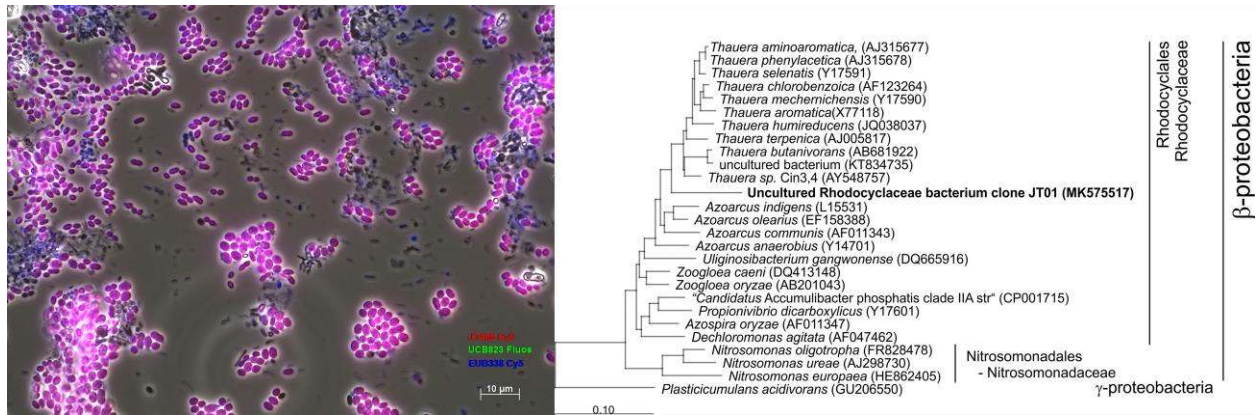 UCB823 Fluos
EUB338 Cy5
10 µm
Thauera aminoaromatica, (AJ315677)
Thauera phenylacetica (AJ315678)
Thauera selenatis (Y17591)
Thauera chlorobenzoica (AF123264)
Thauera mechernichensis (Y17590)
Thauera aromatica(X77118)
Thauera humireducens (JQ038037)
Thauera terpenica (AJ005817)
Thauera butanivorans (AB681922)
uncultured bacterium (KT834735)
Thauera sp. Cin3,4 (AY548757)
Uncultured Rhodocyclaceae bacterium clone JT01 (MK575517)
Azoarcus indigens (L15531)
Azoarcus olearius (EF158388)
Azoarcus communis (AF011343)
Azoarcus anaerobius (Y14701)
Uliginosibacterium gangwonense (DQ665916)
Zoogloea caeni (DQ413148)
Zoogloea oryzae (AB201043)
"Candidatus Accumulibacter phosphatis clade IIA str" (CP001715)
Propionivibrio dicarboxylicus (Y17601)
Azospira oryzae (AF011347)
Dechloromonas agitata (AF047462)
Nitrosomonas oligotropha (FR828478)
Nitrosomonas ureae (AJ298730)
Nitrosomonas europaea (HE862405)
Plasticicumulans acidivorans (GU206550)
0.10
Rhodocyclales
Rhodocyclaceae
β-proteobacteria
Nitrosomonadales
- Nitrosomonadaceae
γ-proteobacteria